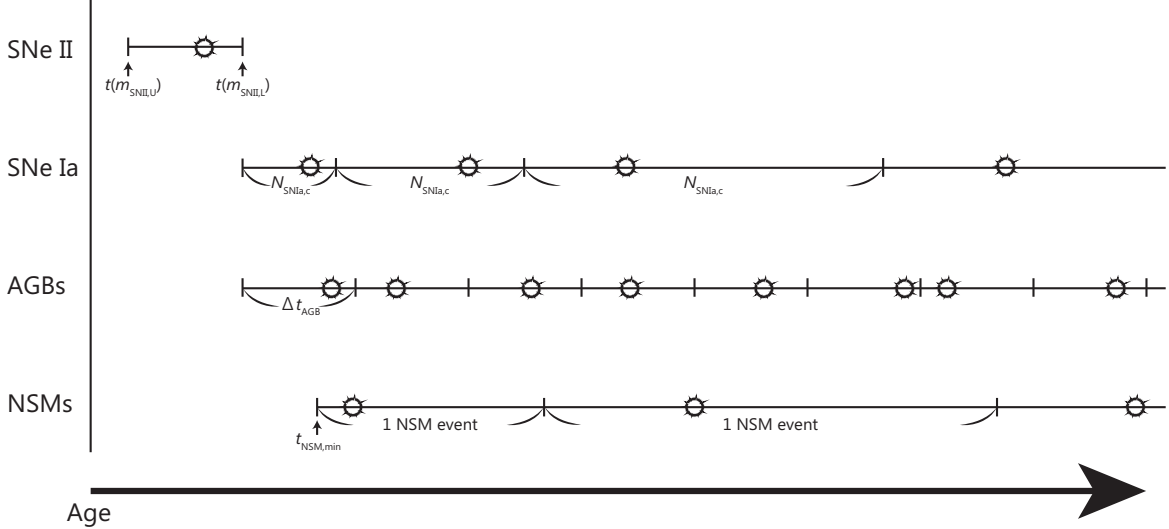 SNe II
t(m_SNII,U) t(m_SNII,L)
SNe Ia
N_SNIa,c N_SNIa,c N_SNIa,c
AGBs
Δt_AGB
NSMs
1 NSM event 1 NSM event
t_NSM,min
Age